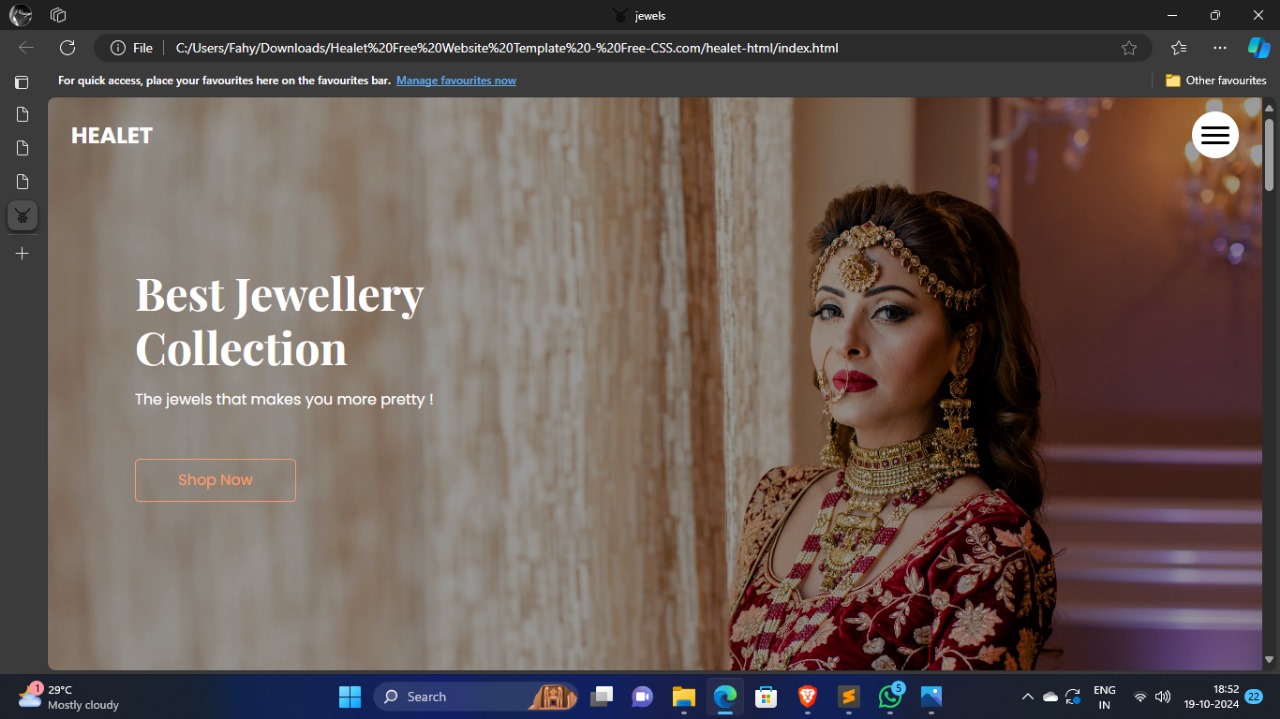 jewels
File
C:/Users/Fahy/Downloads/Healet%20Free%20Website%20Template%20-%20Free-CSS.com/healet-html/index.html
For quick access, place your favourites here on the favourites bar. Manage favourites now
Other favourites
HEALET
Best Jewellery
Collection
The jewels that makes you more pretty !
Shop Now
1
29°C
Mostly cloudy
Search
5
ENG
IN
18:52
19-10-2024
22